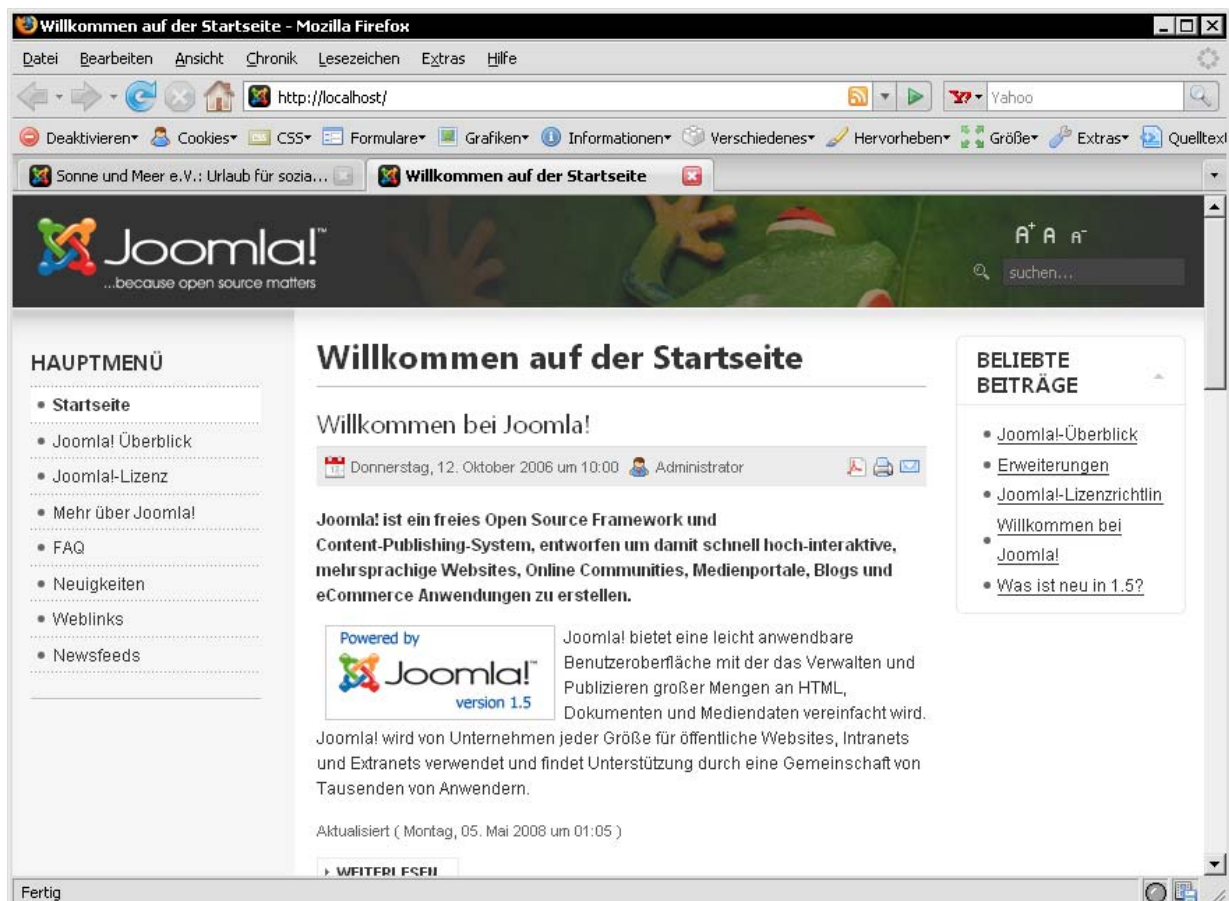 Willkommen auf der Startseite - Mozilla Firefox
Datei Bearbeiten Ansicht Chronik Lesezeichen Extras Hilfe
http://localhost/
Yahoo
Deaktivieren Cookies CSS Formulare Grafiken Informationen Verschiedenes Hervorheben Größe Extras Quelltext
Sonne und Meer e.V.: Urlaub für sozia... Willkommen auf der Startseite
Joomla!™
...because open source matters
A+ A A-
suchen...
HAUPTMENÜ
Startseite
Joomla! Überblick
Joomla!-Lizenz
Mehr über Joomla!
FAQ
Neuigkeiten
Weblinks
Newsfeeds
Willkommen auf der Startseite
Willkommen bei Joomla!
Donnerstag, 12. Oktober 2006 um 10:00 Administrator
Joomla! ist ein freies Open Source Framework und
Content-Publishing-System, entworfen um damit schnell hoch-interaktive,
mehrsprachige Websites, Online Communities, Medienportale, Blogs und
eCommerce Anwendungen zu erstellen.
Powered by
Joomla!™
version 1.5
Joomla! bietet eine leicht anwendbare
Benutzeroberfläche mit der das Verwalten und
Publizieren großer Mengen an HTML,
Dokumenten und Mediendaten vereinfacht wird.
Joomla! wird von Unternehmen jeder Größe für öffentliche Websites, Intranets
und Extranets verwendet und findet Unterstützung durch eine Gemeinschaft von
Tausenden von Anwendern.
Aktualisiert ( Montag, 05. Mai 2008 um 01:05 )
WEITERLESEN
BELIEBTE
BEITRÄGE
Joomla!-Überblick
Erweiterungen
Joomla!-Lizenzrichtlin
Willkommen bei
Joomla!
Was ist neu in 1.5?
Fertig